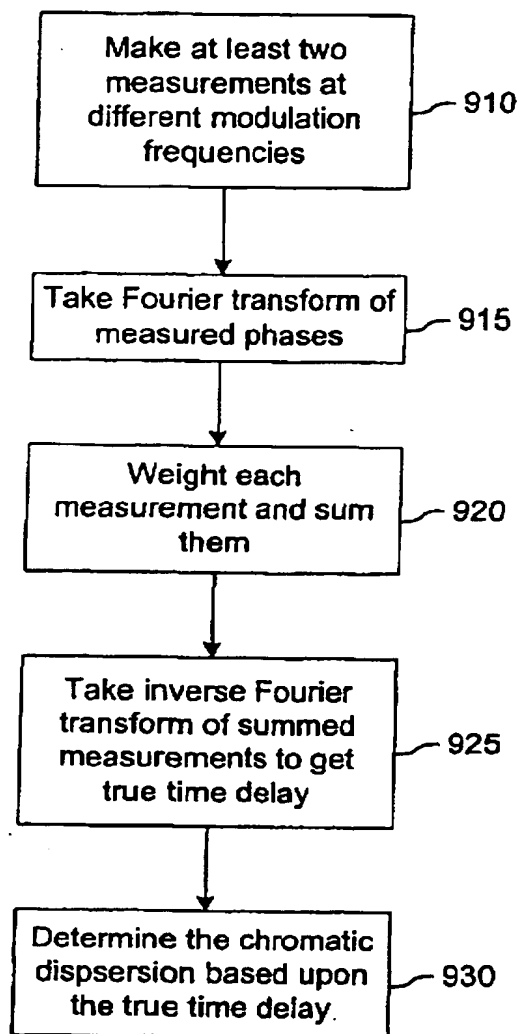 Make at least two
measurements at
different modulation
frequencies
910
Take Fourier transform of
measured phases
915
Weight each
measurement and sum
them
920
Take inverse Fourier
transform of summed
measurements to get
true time delay
925
Determine the chromatic
dispsersion based upon
the true time delay.
930